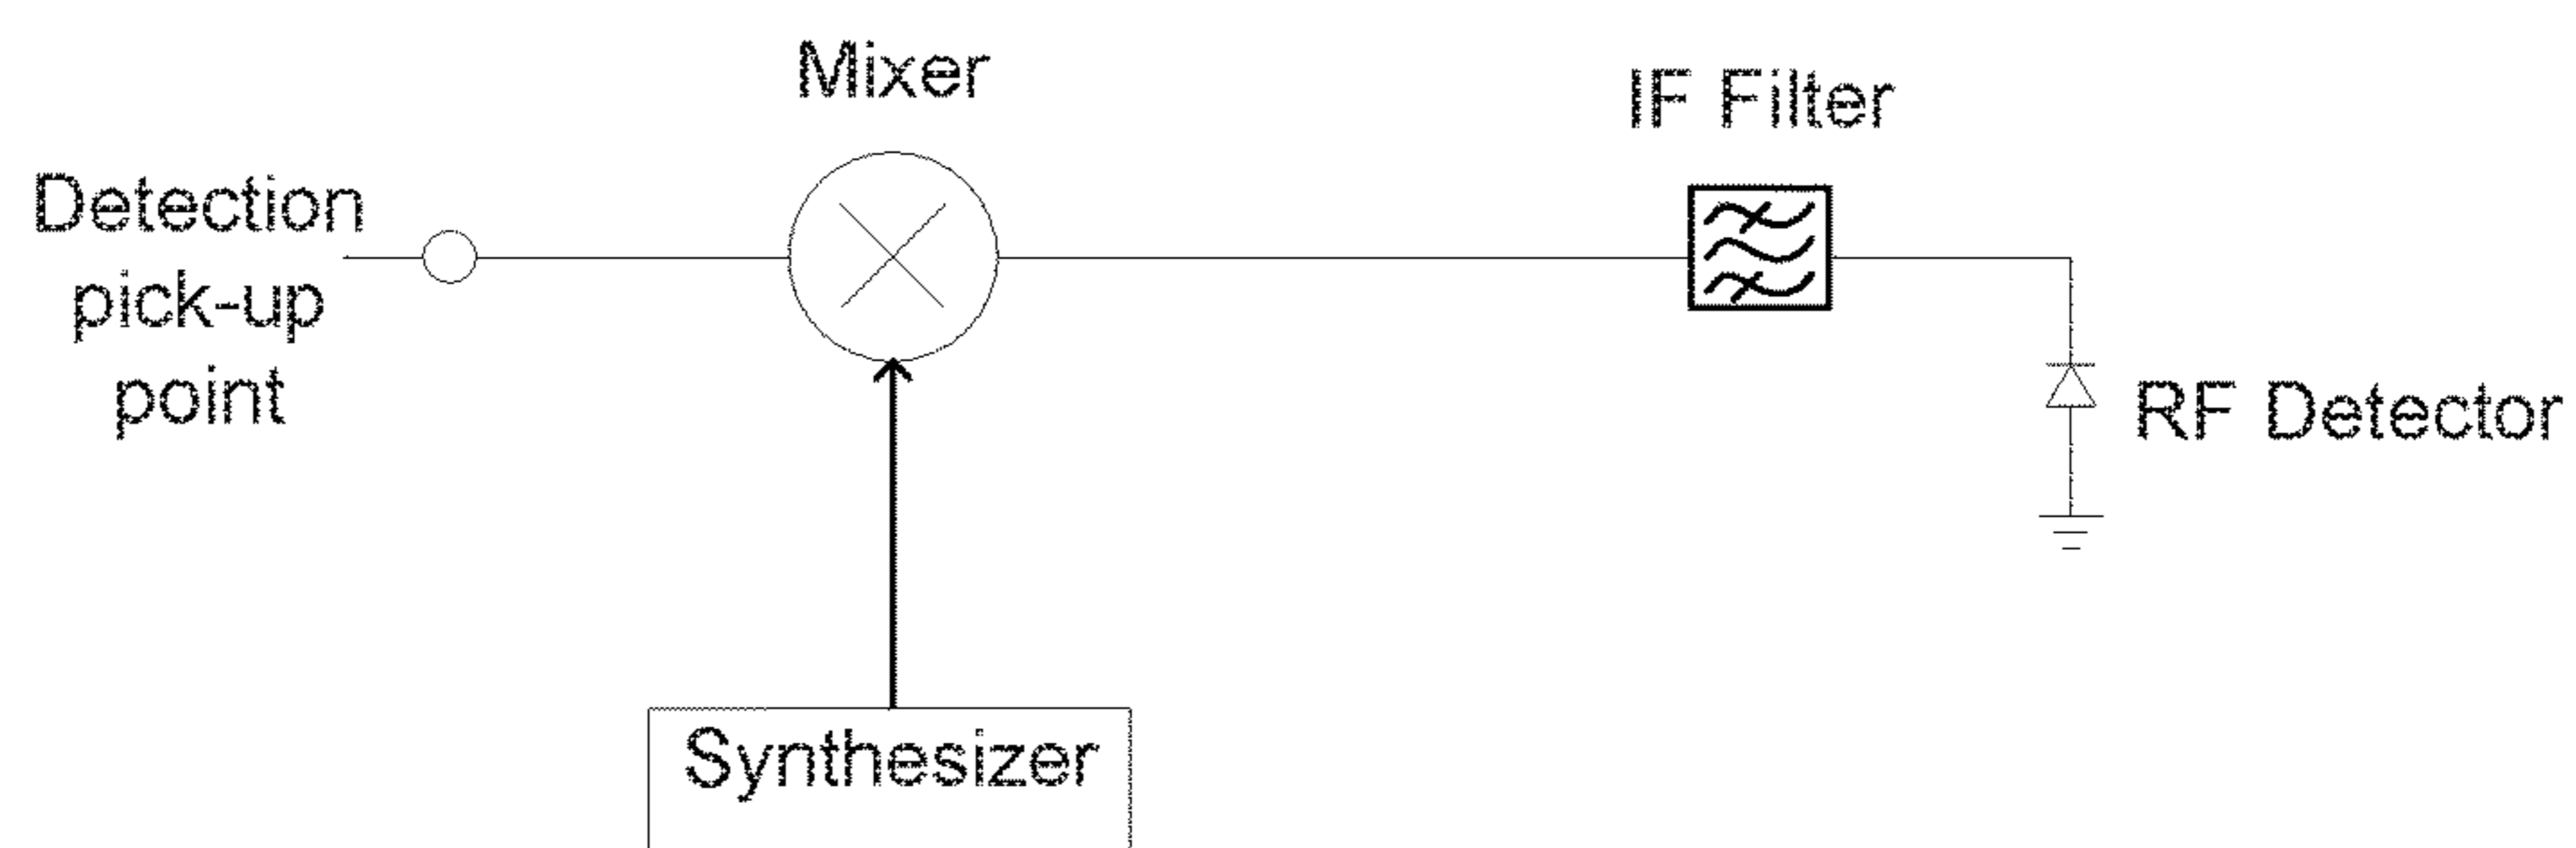 Mixer
IF Filter
Detection
pick-up
point
RF Detector
Synthesizer